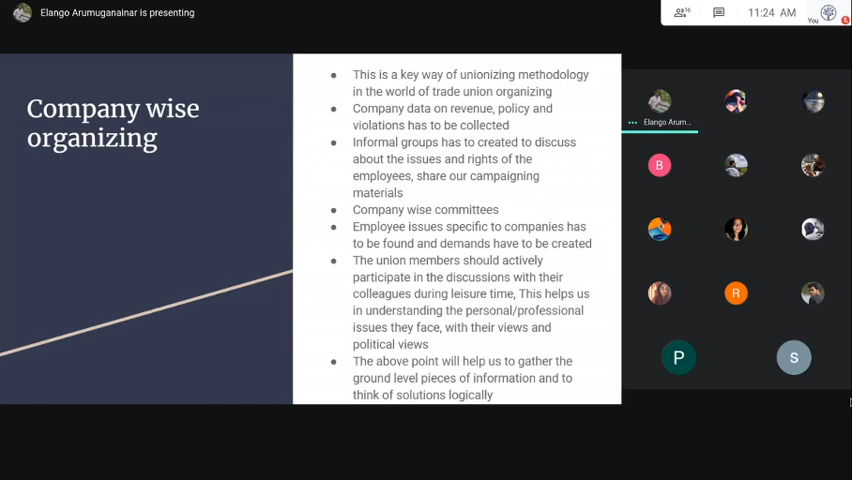 Elango Arumuganainar is presenting
16
11:24 AM
You
Company wise
organizing
● This is a key way of unionizing methodology
in the world of trade union organizing
● Company data on revenue, policy and
violations has to be collected
● Informal groups has to created to discuss
about the issues and rights of the
employees, share our campaigning
materials
● Company wise committees
● Employee issues specific to companies has
to be found and demands have to be created
● The union members should actively
participate in the discussions with their
colleagues during leisure time, This helps us
in understanding the personal/professional
issues they face, with their views and
political views
● The above point will help us to gather the
ground level pieces of information and to
think of solutions logically
Elango Arum...
B
R
P
S